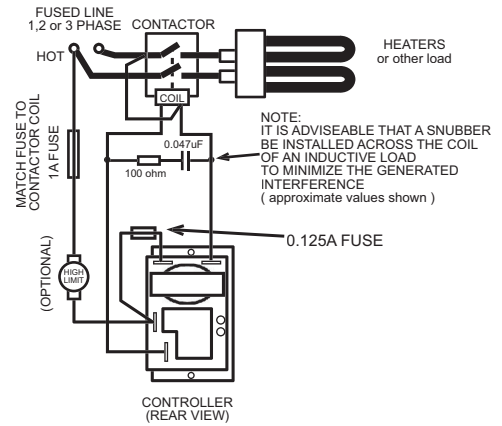 FUSED LINE
1,2 or 3 PHASE
CONTACTOR
HOT
HEATERS
or other load
COIL
0.047uF
100 ohm
NOTE:
IT IS ADVISEABLE THAT A SNUBBER
BE INSTALLED ACROSS THE COIL
OF AN INDUCTIVE LOAD
TO MINIMIZE THE GENERATED
INTERFERENCE
( approximate values shown )
MATCH FUSE TO
CONTACTOR COIL
1A FUSE
0.125A FUSE
(OPTIONAL)
HIGH
LIMIT
CONTROLLER
(REAR VIEW)